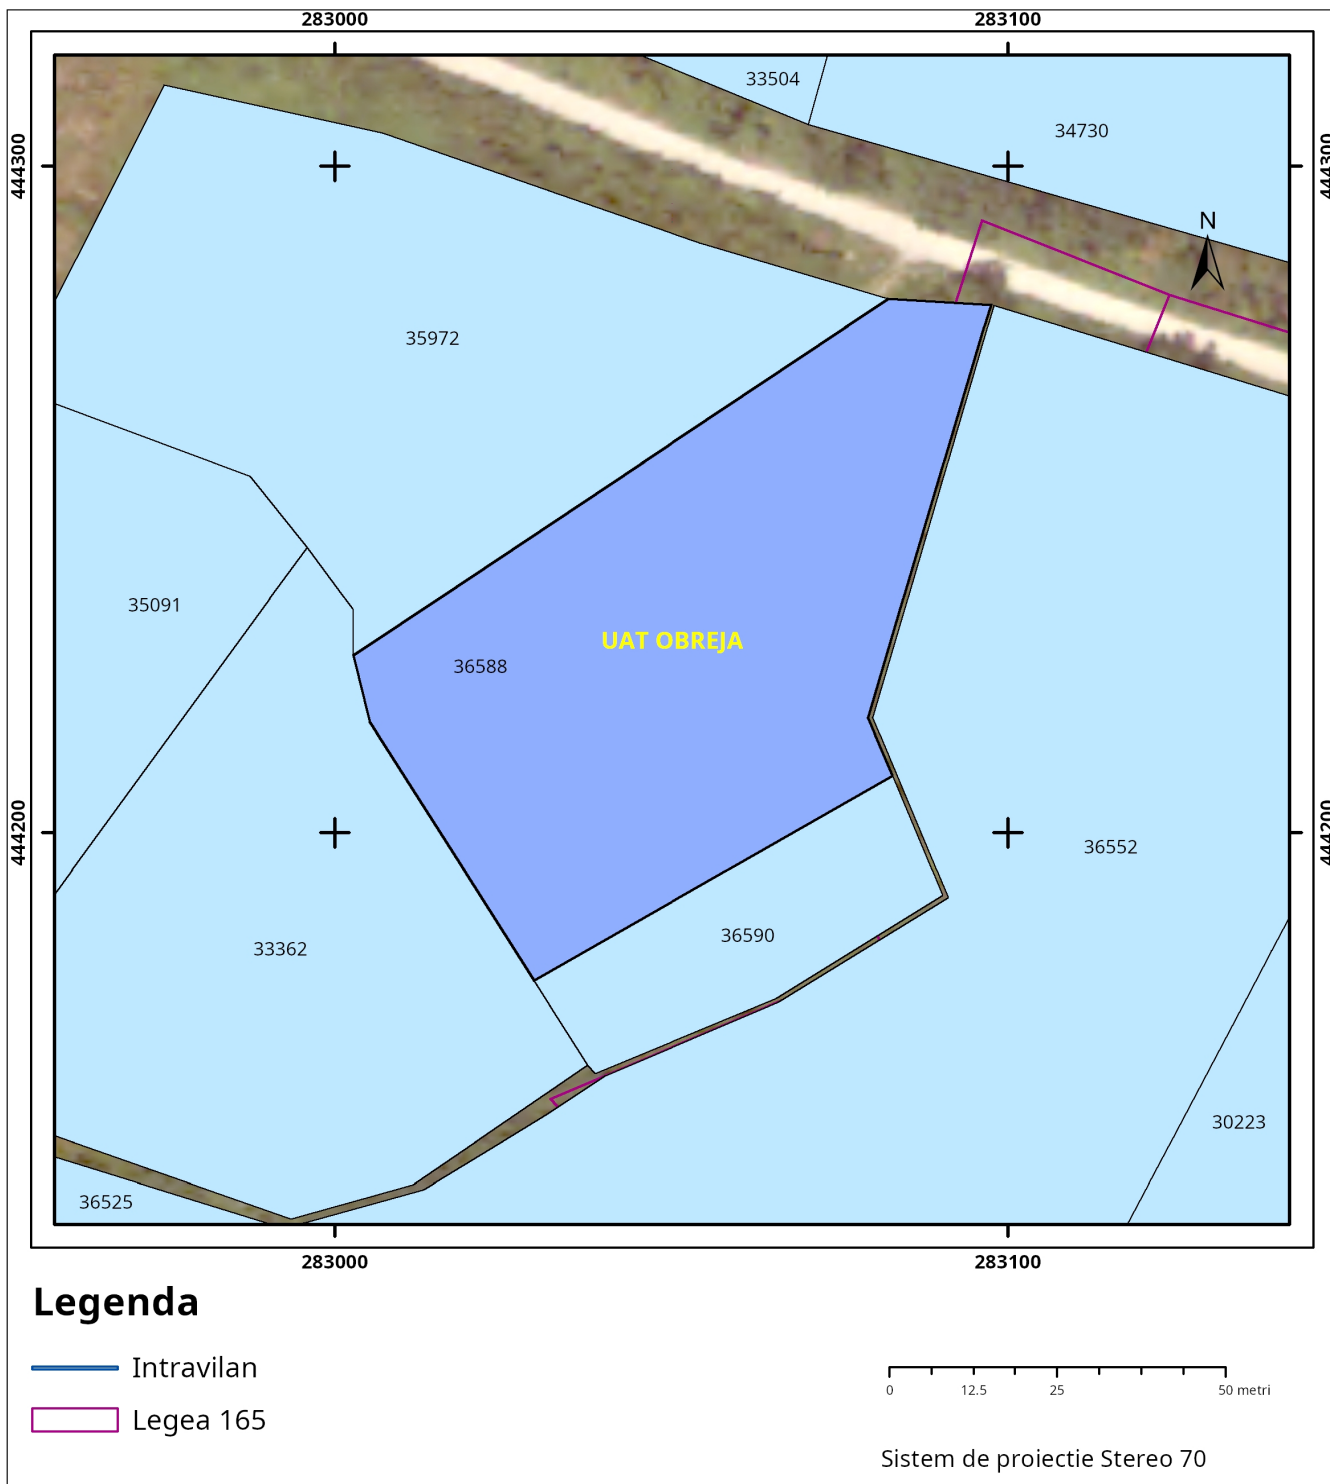 283000 283100
33504
34730
444300 444300
N
35972
35091
UAT OBREJA
36588
444200 444200
36552
36590
33362
30223
36525
283000 283100
Legenda
Intravilan
Legea 165
0 12.5 25 50 metri
Sistem de proiectie Stereo 70